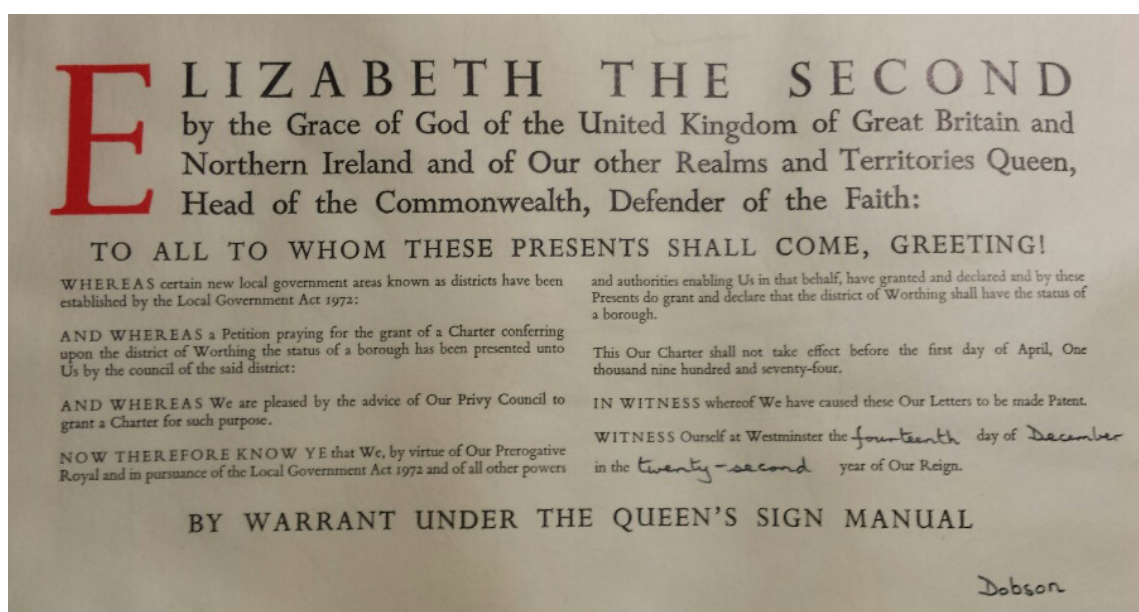 ELIZABETH THE SECOND
by the Grace of God of the United Kingdom of Great Britain and
Northern Ireland and of Our other Realms and Territories Queen,
Head of the Commonwealth, Defender of the Faith:
TO ALL TO WHOM THESE PRESENTS SHALL COME, GREETING!
WHEREAS certain new local government areas known as districts have been
established by the Local Government Act 1972:
AND WHEREAS a Petition praying for the grant of a Charter conferring
upon the district of Worthing the status of a borough has been presented unto
Us by the council of the said district:
AND WHEREAS We are pleased by the advice of Our Privy Council to
grant a Charter for such purpose.
NOW THEREFORE KNOW YE that We, by virtue of Our Prerogative
Royal and in pursuance of the Local Government Act 1972 and of all other powers
and authorities enabling Us in that behalf, have granted and declared and by these
Presents do grant and declare that the district of Worthing shall have the status of
a borough.
This Our Charter shall not take effect before the first day of April, One
thousand nine hundred and seventy-four.
IN WITNESS whereof We have caused these Our Letters to be made Patent.
WITNESS Ourself at Westminster the fourteenth day of December
in the twenty-second year of Our Reign.
BY WARRANT UNDER THE QUEEN'S SIGN MANUAL
Dobson